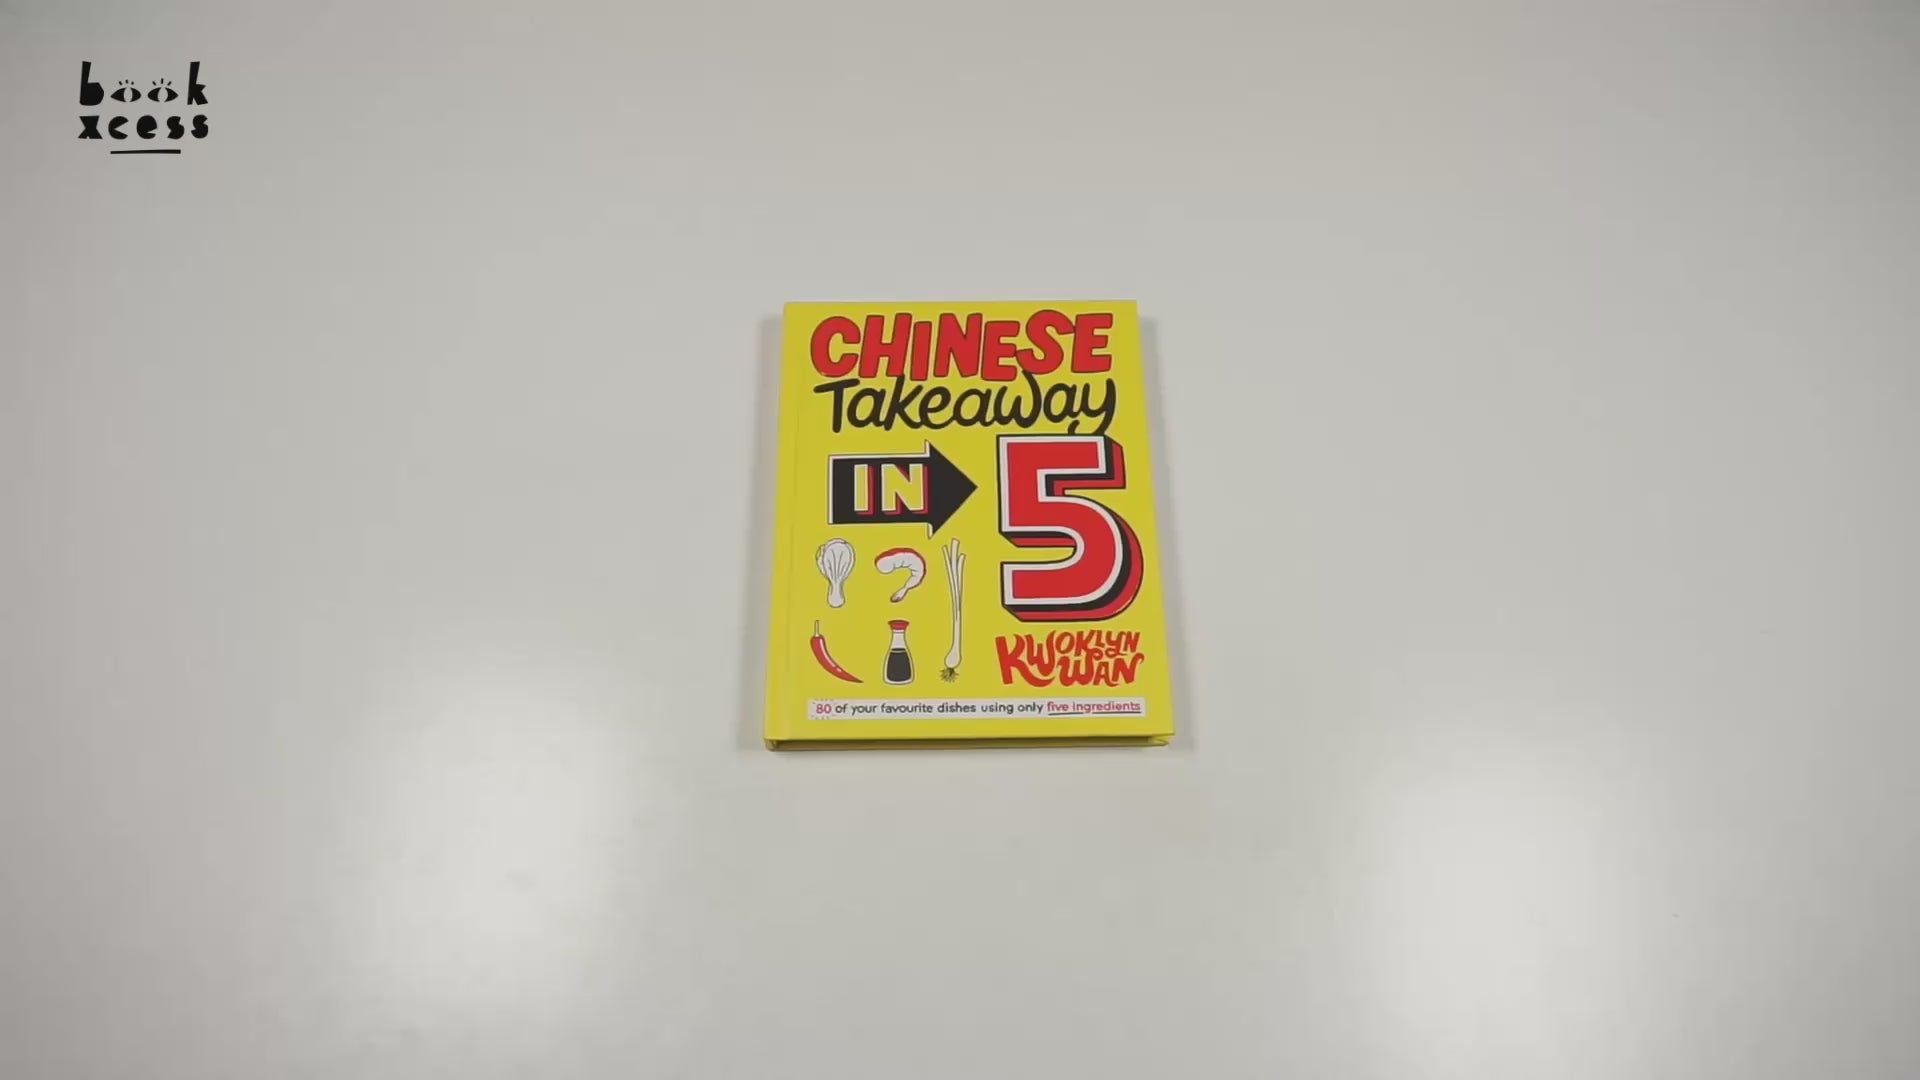 book
xcess
CHINESE
Takeaway
IN 5
KWOKLYN
WAN
80 of your favourite dishes using only five ingredients